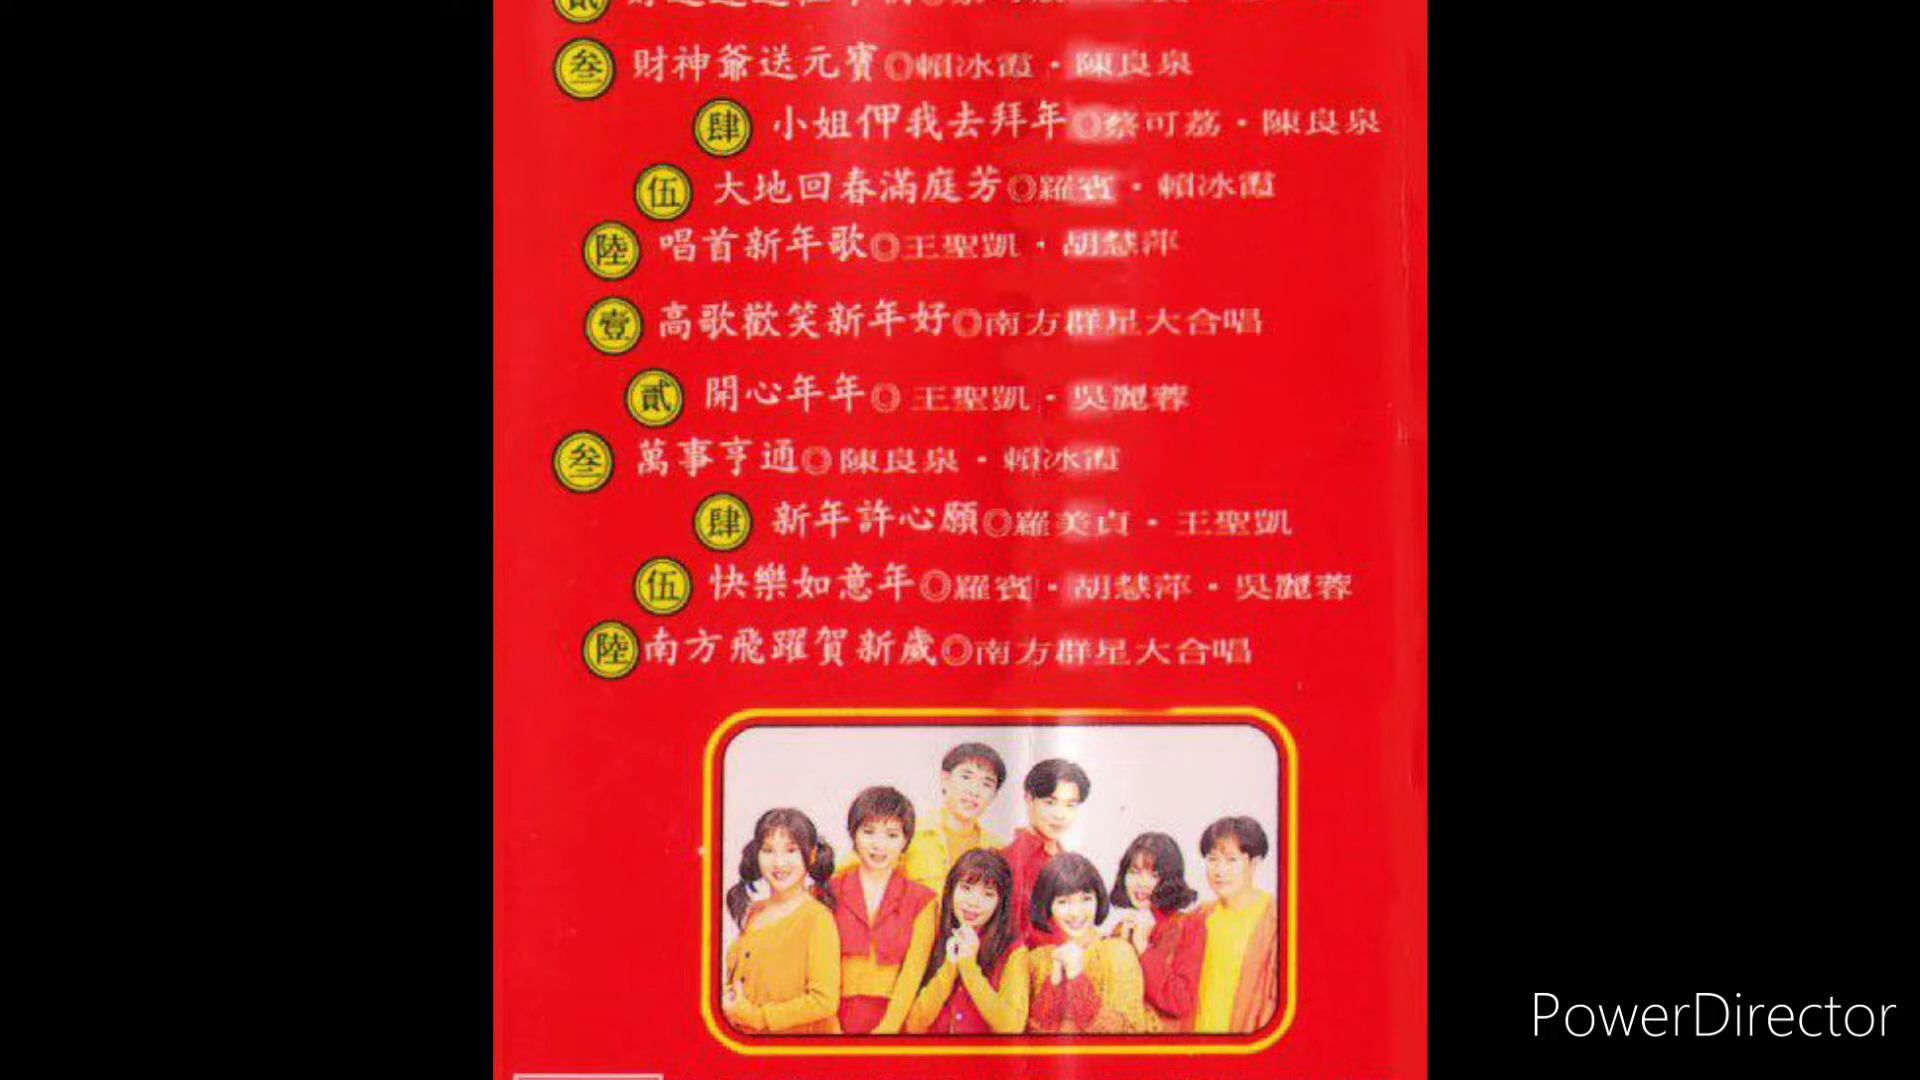 叁 財神爺送元寶◎賴冰霞・陳良泉
肆 小姐伊我去拜年◎蔡可荔・陳良泉
伍 大地回春滿庭芳◎羅賓・賴冰霞
陸 唱首新年歌◎王聖凱・胡慧萍
壹 高歌歡笑新年好◎南方群星大合唱
貳 開心年年◎王聖凱・吳麗蓉
叁 萬事亨通◎陳良泉・賴冰霞
肆 新年許心願◎羅美貞・王聖凱
伍 快樂如意年◎羅賓・胡慧萍・吳麗蓉
陸 南方飛躍賀新歲◎南方群星大合唱
PowerDirector